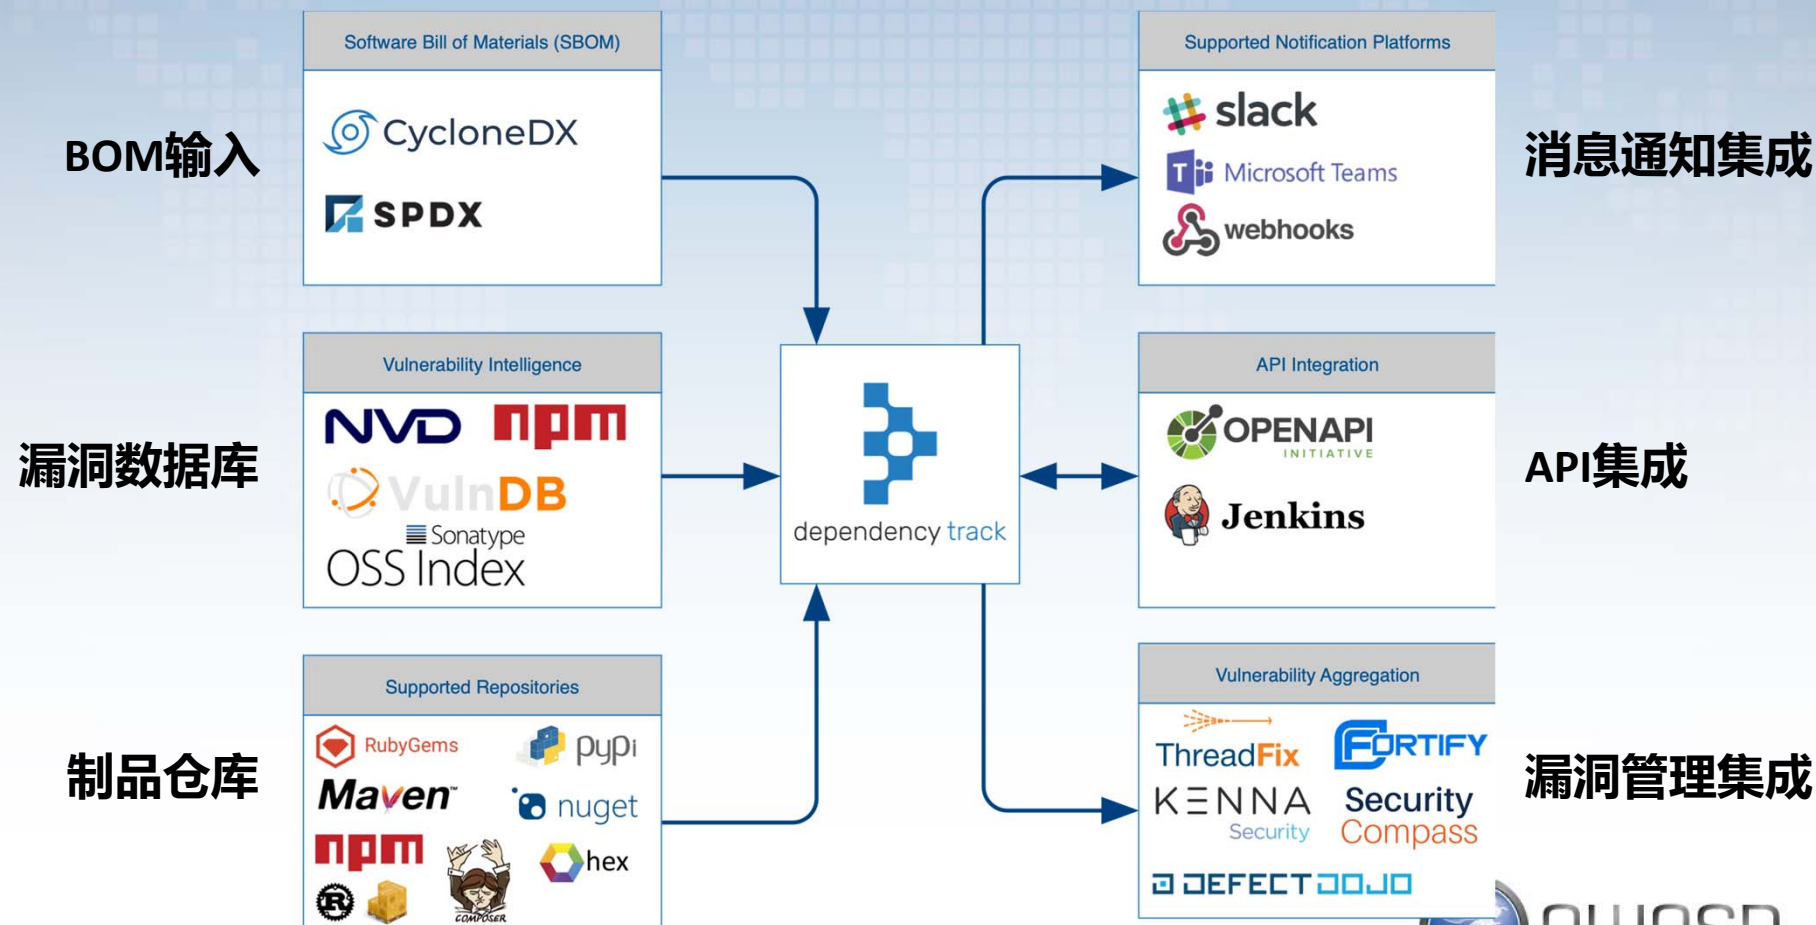 BOM输入
Software Bill of Materials (SBOM)
CycloneDX
SPDX
漏洞数据库
Vulnerability Intelligence
NVD npm
VulnDB
Sonatype
OSS Index
制品仓库
Supported Repositories
RubyGems pyPi
Maven™ nuget
npm hex
R
COMPOSER
dependency track
Supported Notification Platforms
slack
Microsoft Teams
webhooks
消息通知集成
API Integration
OPENAPI
INITIATIVE
Jenkins
API集成
Vulnerability Aggregation
ThreadFix FORTIFY
KENNA Security
Security Compass
DEFECT DOJO
漏洞管理集成